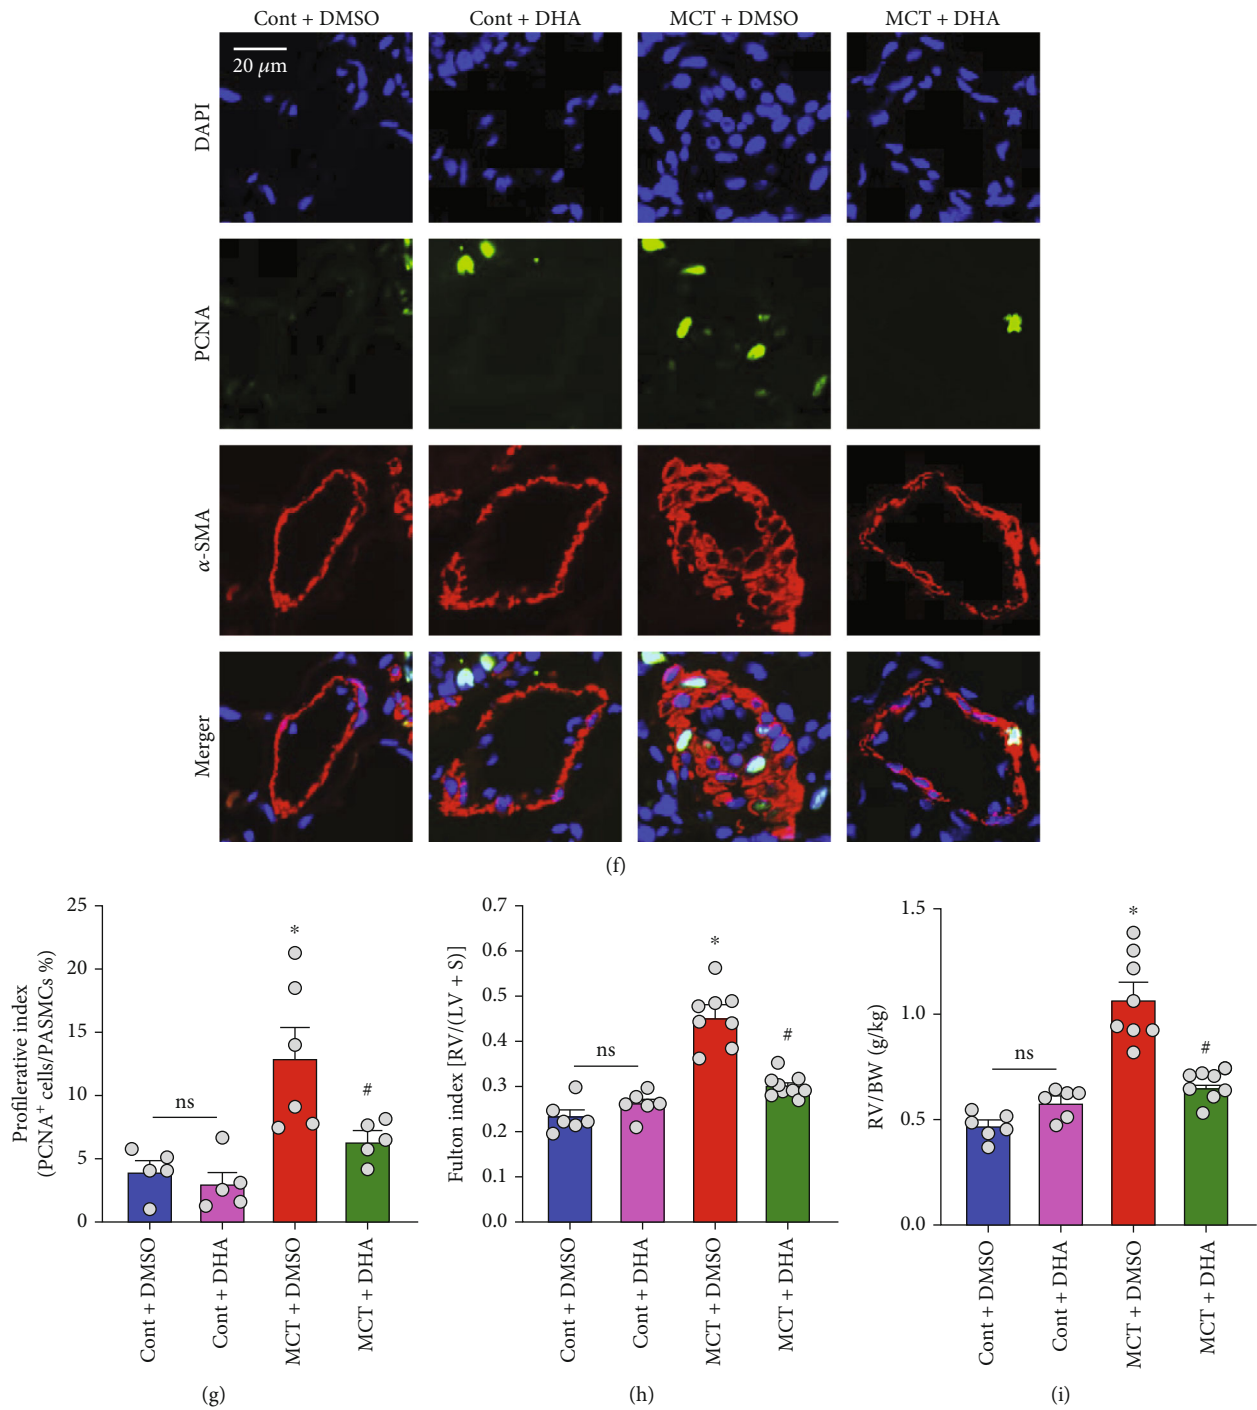 Cont + DMSO
Cont + DHA
MCT + DMSO
MCT + DHA
20 μm
DAPI
PCNA
α-SMA
Merger
(f)
Profilerative index
(PCNA⁺ cells/PASMCs %)
25
20
15
10
5
0
ns
*
#
Cont + DMSO
Cont + DHA
MCT + DMSO
MCT + DHA
(g)
Fulton index [RV/(LV + S)]
0.7
0.6
0.5
0.4
0.3
0.2
0.1
0.0
ns
*
#
Cont + DMSO
Cont + DHA
MCT + DMSO
MCT + DHA
(h)
RV/BW (g/kg)
1.5
1.0
0.5
0.0
ns
*
#
Cont + DMSO
Cont + DHA
MCT + DMSO
MCT + DHA
(i)